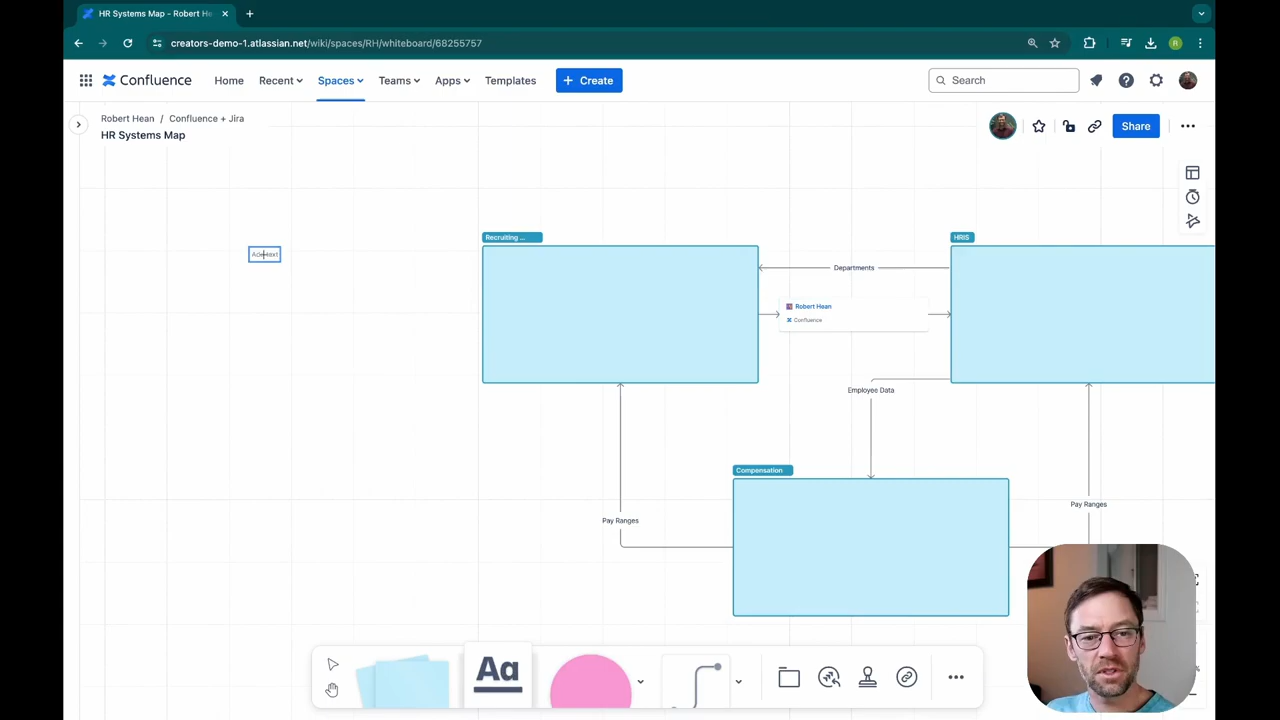 HR Systems Map - Robert He
creators-demo-1.atlassian.net/wiki/spaces/RH/whiteboard/68255757
R
Confluence
Home
Recent
Spaces
Teams
Apps
Templates
+ Create
Search
Robert Hean / Confluence + Jira
HR Systems Map
Share
Recruiting ...
HRIS
Add text
Departments
Robert Hean
Confluence
Employee Data
Compensation
Pay Ranges
Pay Ranges
Aa